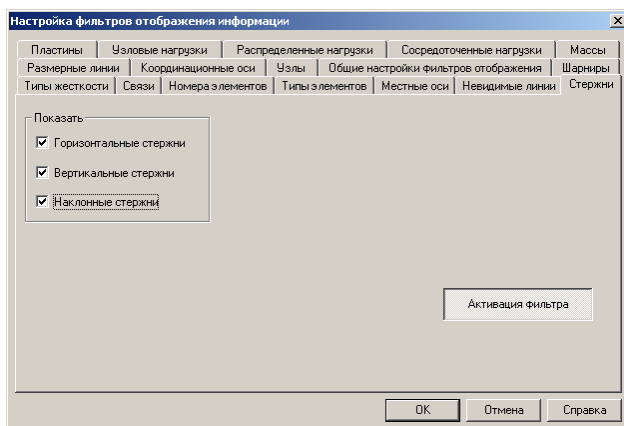 Настройка фильтров отображения информации
Пластины Узловые нагрузки Распределенные нагрузки Сосредоточенные нагрузки Массы
Размерные линии Координационные оси Узлы Общие настройки фильтров отображения Шарниры
Типы жесткости Связи Номера элементов Типы элементов Местные оси Невидимые линии Стержни
Показать
Горизонтальные стержни
Вертикальные стержни
Наклонные стержни
Активация фильтра
OK Отмена Справка